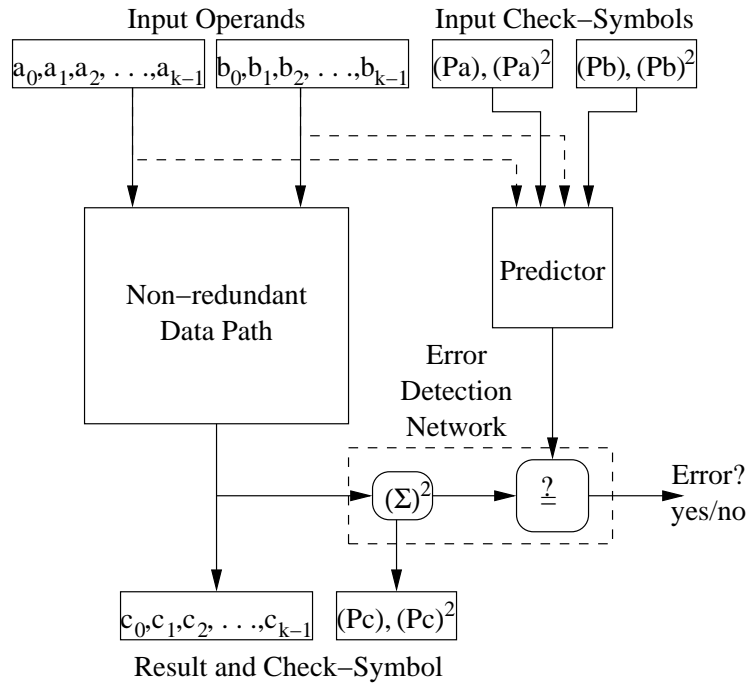 Input Operands
Input Check−Symbols
a₀,a₁,a₂, . . .,aₖ₋₁
b₀,b₁,b₂, . . .,bₖ₋₁
(Pa), (Pa)²
(Pb), (Pb)²
Non−redundant
Data Path
Predictor
Error
Detection
Network
(Σ)²
?
=
Error?
yes/no
c₀,c₁,c₂, . . .,cₖ₋₁
(Pc), (Pc)²
Result and Check−Symbol